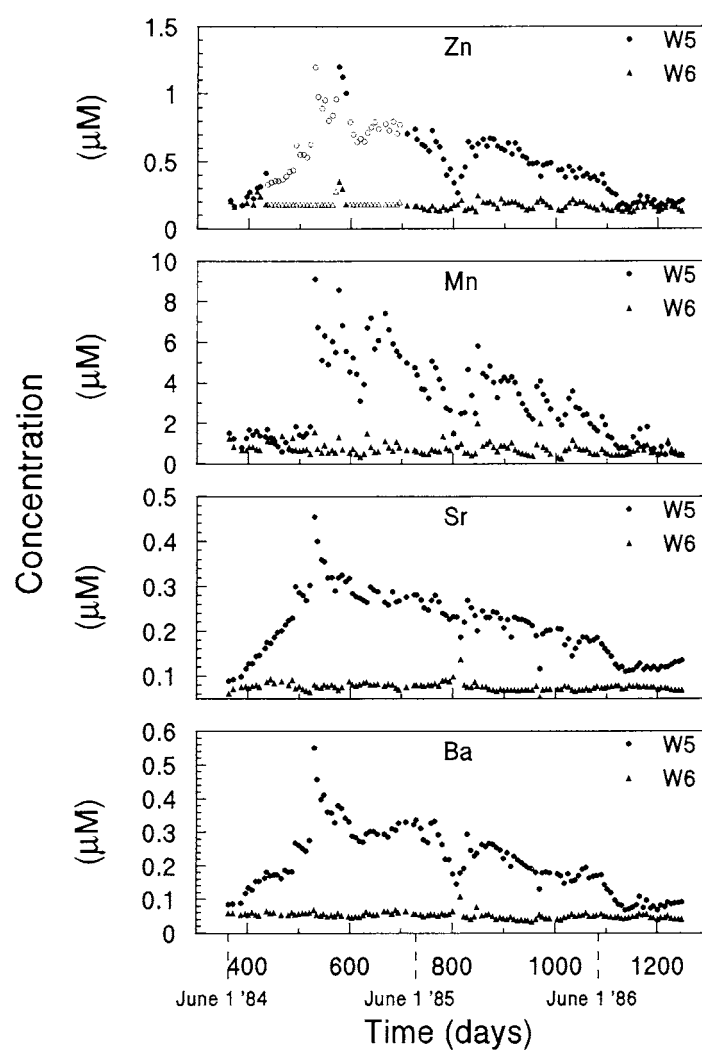 1.5
Zn
W5
W6
1
0.5
0
(μM)
10
Mn
W5
W6
8
6
4
2
0
(μM)
Concentration
0.5
Sr
W5
W6
0.4
0.3
0.2
0.1
(μM)
0.6
Ba
W5
W6
0.5
0.4
0.3
0.2
0.1
0
(μM)
400 600 800 1000 1200
June 1 '84 June 1 '85 June 1 '86
Time (days)